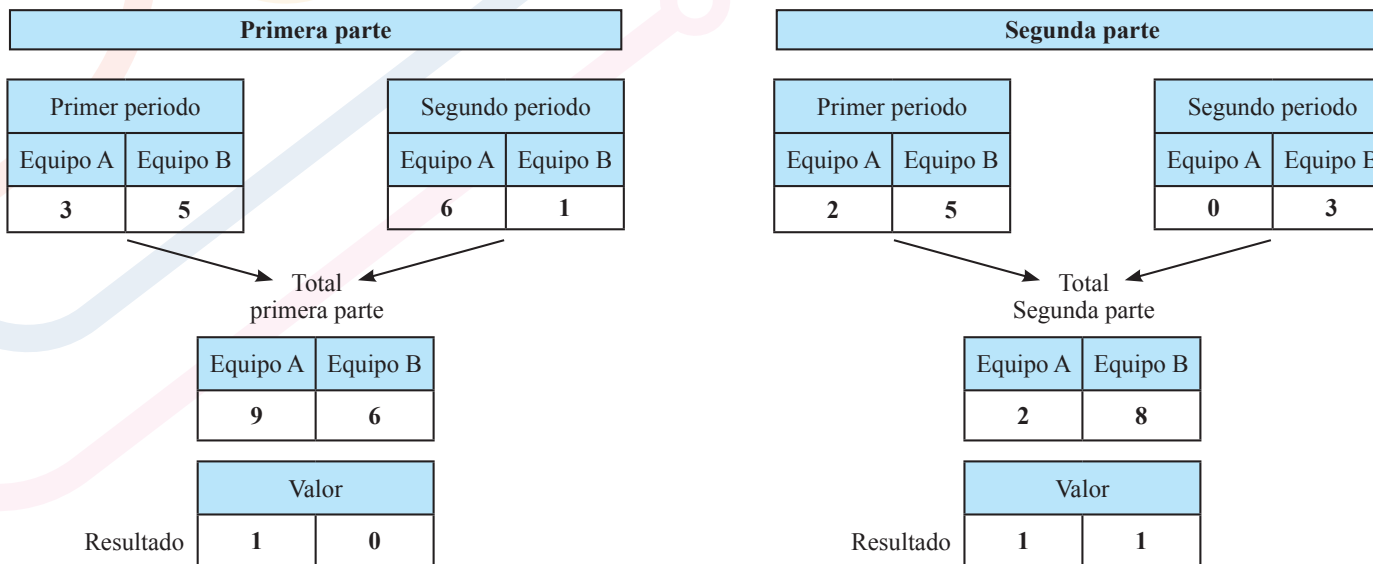 Primera parte
Primer periodo
Equipo A Equipo B
3 5
Segundo periodo
Equipo A Equipo B
6 1
Total
primera parte
Equipo A Equipo B
9 6
Valor
Resultado 1 0
Segunda parte
Primer periodo
Equipo A Equipo B
2 5
Segundo periodo
Equipo A Equipo B
0 3
Total
Segunda parte
Equipo A Equipo B
2 8
Valor
Resultado 1 1